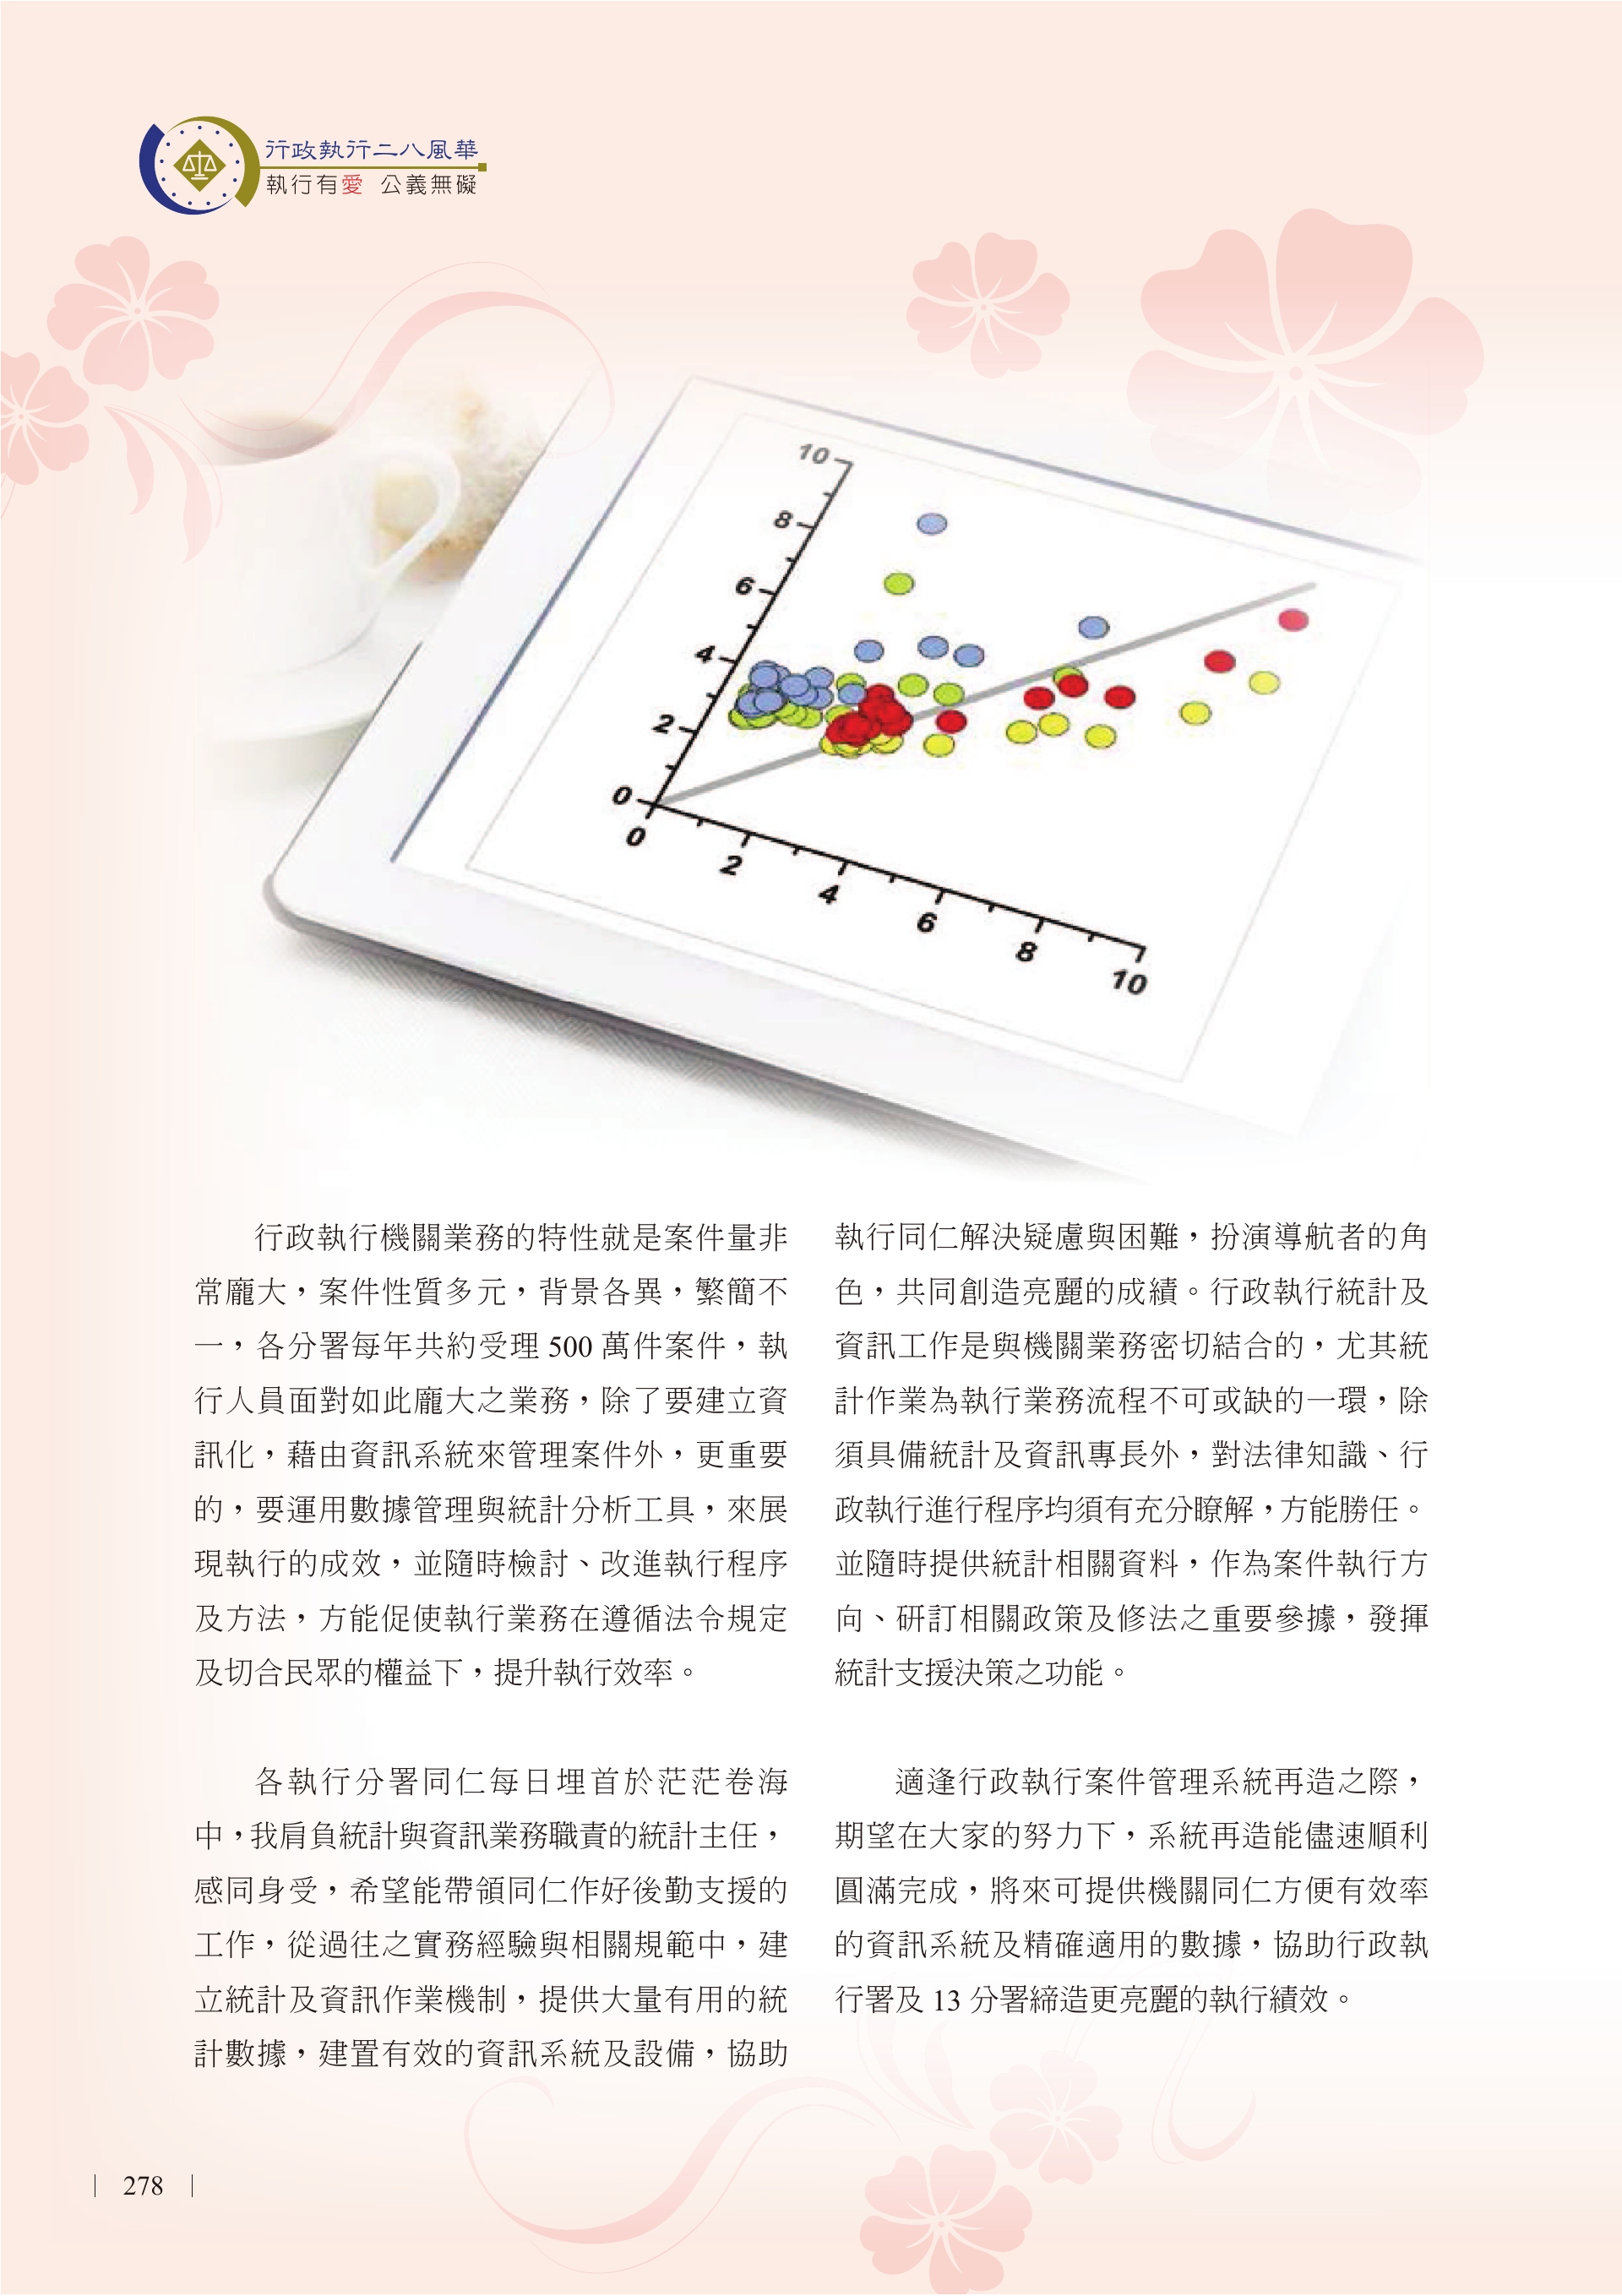 行政執行二八風華
執行有愛 公義無礙
10
8
6
4
2
0
0
2
4
6
8
10
行政執行機關業務的特性就是案件量非
常龐大，案件性質多元，背景各異，繁簡不
一，各分署每年共約受理 500 萬件案件，執
行人員面對如此龐大之業務，除了要建立資
訊化，藉由資訊系統來管理案件外，更重要
的，要運用數據管理與統計分析工具，來展
現執行的成效，並隨時檢討、改進執行程序
及方法，方能促使執行業務在遵循法令規定
及切合民眾的權益下，提升執行效率。
各執行分署同仁每日埋首於茫茫卷海
中，我肩負統計與資訊業務職責的統計主任，
感同身受，希望能帶領同仁作好後勤支援的
工作，從過往之實務經驗與相關規範中，建
立統計及資訊作業機制，提供大量有用的統
計數據，建置有效的資訊系統及設備，協助
執行同仁解決疑慮與困難，扮演導航者的角
色，共同創造亮麗的成績。行政執行統計及
資訊工作是與機關業務密切結合的，尤其統
計作業為執行業務流程不可或缺的一環，除
須具備統計及資訊專長外，對法律知識、行
政執行進行程序均須有充分瞭解，方能勝任。
並隨時提供統計相關資料，作為案件執行方
向、研訂相關政策及修法之重要參據，發揮
統計支援決策之功能。
適逢行政執行案件管理系統再造之際，
期望在大家的努力下，系統再造能儘速順利
圓滿完成，將來可提供機關同仁方便有效率
的資訊系統及精確適用的數據，協助行政執
行署及 13 分署締造更亮麗的執行績效。
278